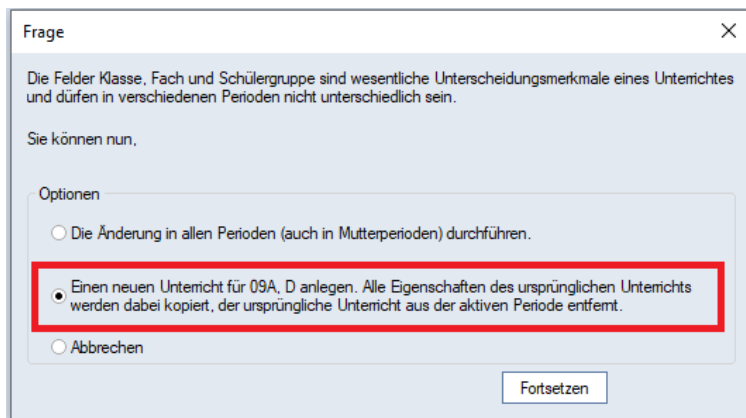 Frage
Die Felder Klasse, Fach und Schülergruppe sind wesentliche Unterscheidungsmerkmale eines Unterrichtes
und dürfen in verschiedenen Perioden nicht unterschiedlich sein.
Sie können nun,
Optionen
Die Änderung in allen Perioden (auch in Mutterperioden) durchführen.
Einen neuen Unterricht für 09A, D anlegen. Alle Eigenschaften des ursprünglichen Unterrichts
werden dabei kopiert, der ursprüngliche Unterricht aus der aktiven Periode entfernt.
Abbrechen
Fortsetzen